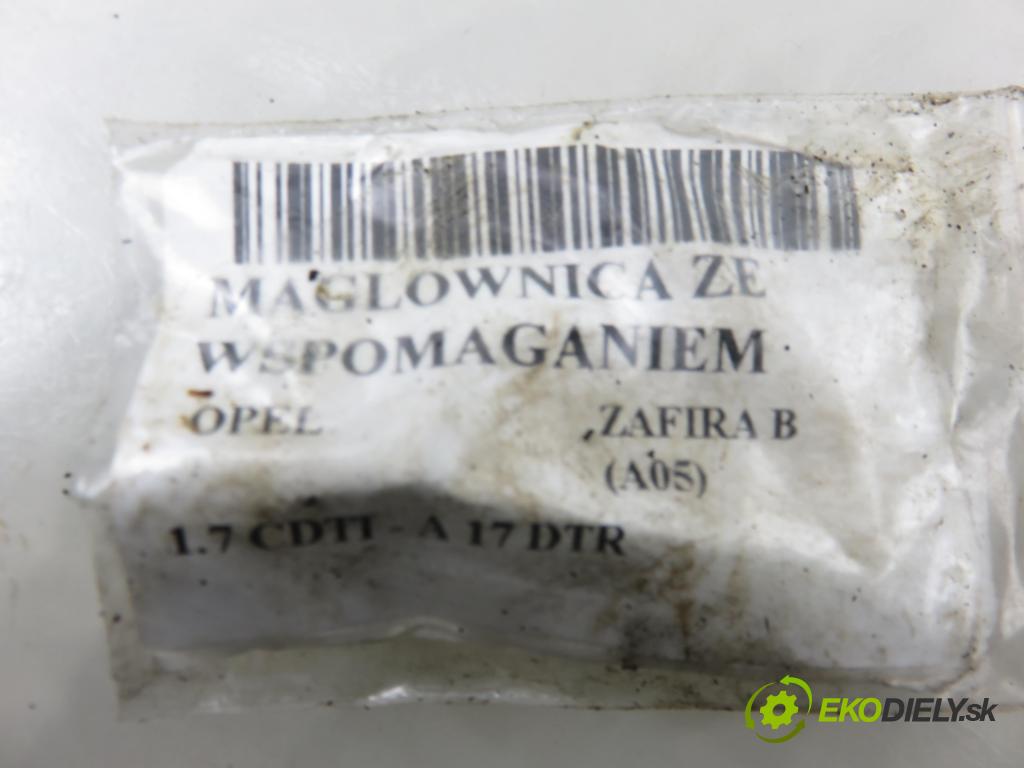 MAGLOWNICA ZE
WSPOMAGANIEM
OPEL ZAFIRA B
(A05)
1.7 CDTI - A 17 DTR
EKODIELY.sk